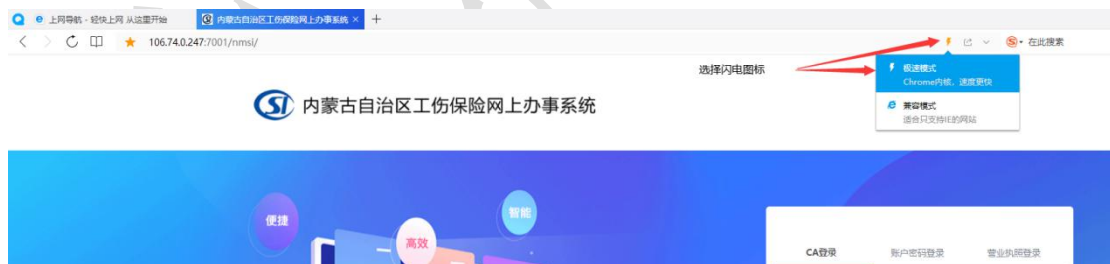 上网导航 - 轻快上网 从这里开始
内蒙古自治区工伤保险网上办事系统
106.74.0.247:7001/nmsi/
在此搜索
选择闪电图标
极速模式
Chrome内核，速度更快
兼容模式
适合只支持IE的网站
内蒙古自治区工伤保险网上办事系统
便捷
智能
高效
CA登录 账户密码登录 营业执照登录